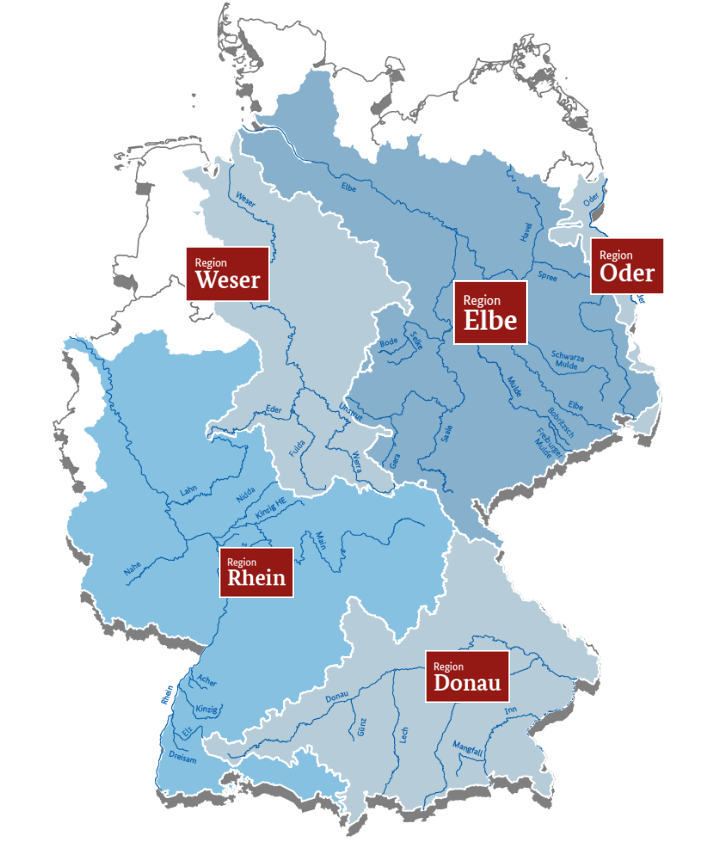 Elbe
Weser
Havel
Oder
Region
Weser
Region
Oder
Spree
der
Region
Elbe
Bode
Selke
Schwarze
Mulde
Mulde
Elbe
Bobritzsch
Freiberger
Mulde
Eder
Unstrut
Fulda
Werra
Gera
Saale
Lahn
Nidda
Kinzig HE
Main
Nahe
Region
Rhein
Rhein
Acher
Kinzig
Elz
Dreisam
Region
Donau
Donau
Günz
Lech
Inn
Mangfall